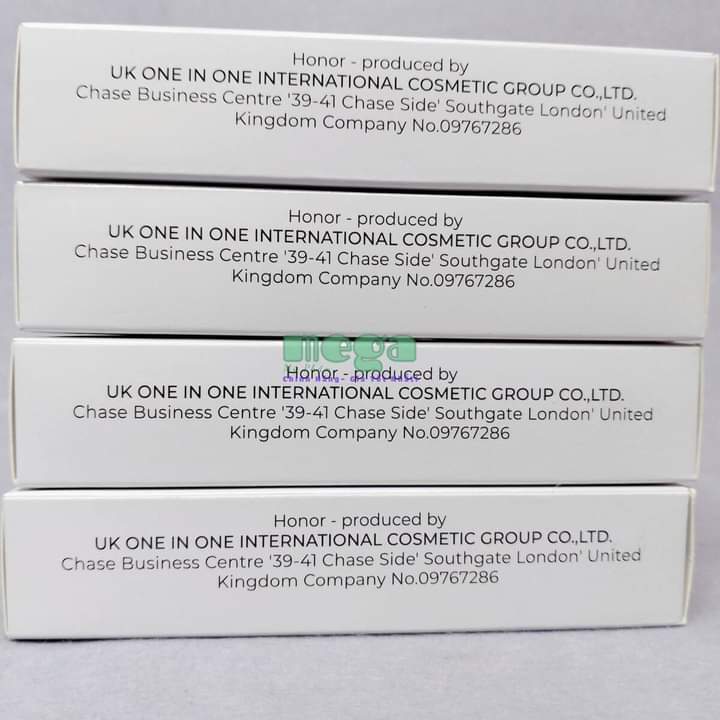 Honor - produced by
UK ONE IN ONE INTERNATIONAL COSMETIC GROUP CO.,LTD.
Chase Business Centre '39-41 Chase Side' Southgate London' United
Kingdom Company No.09767286
Honor - produced by
UK ONE IN ONE INTERNATIONAL COSMETIC GROUP CO.,LTD.
Chase Business Centre '39-41 Chase Side' Southgate London' United
Kingdom Company No.09767286
mega
Honor - produced by
UK ONE IN ONE INTERNATIONAL COSMETIC GROUP CO.,LTD.
Chase Business Centre '39-41 Chase Side' Southgate London' United
Kingdom Company No.09767286
Honor - produced by
UK ONE IN ONE INTERNATIONAL COSMETIC GROUP CO.,LTD.
Chase Business Centre '39-41 Chase Side' Southgate London' United
Kingdom Company No.09767286